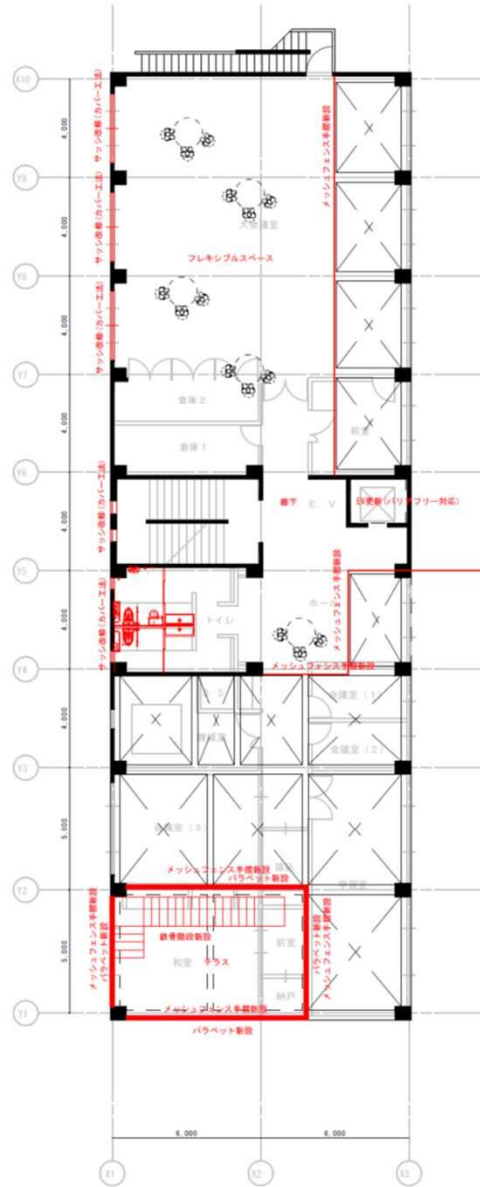 X10
Y9
Y8
Y7
Y6
Y5
Y4
Y3
Y2
Y1
4,000
4,000
4,000
4,000
4,000
4,000
4,000
5,000
5,000
サッシ改修(カバー工法)
サッシ改修(カバー工法)
サッシ改修(カバー工法)
サッシ改修(カバー工法)
サッシ改修(カバー工法)
メッシュフェンス手摺新設
大会議室
フレキシブルスペース
倉庫2
倉庫1
前室
廊下
E.V
EV更新(バリアフリー対応)
トイレ
ホール
メッシュフェンス手摺新設
メッシュフェンス手摺新設
会議室(1)
会議室(2)
会議室(3)
学習室
メッシュフェンス手摺新設
パラペット新設
メッシュフェンス手摺新設
パラペット新設
鉄骨階段新設
和室
テラス
前室
納戸
パラペット新設
メッシュフェンス手摺新設
メッシュフェンス手摺新設
パラペット新設
6,000
6,000
X1
X2
X3